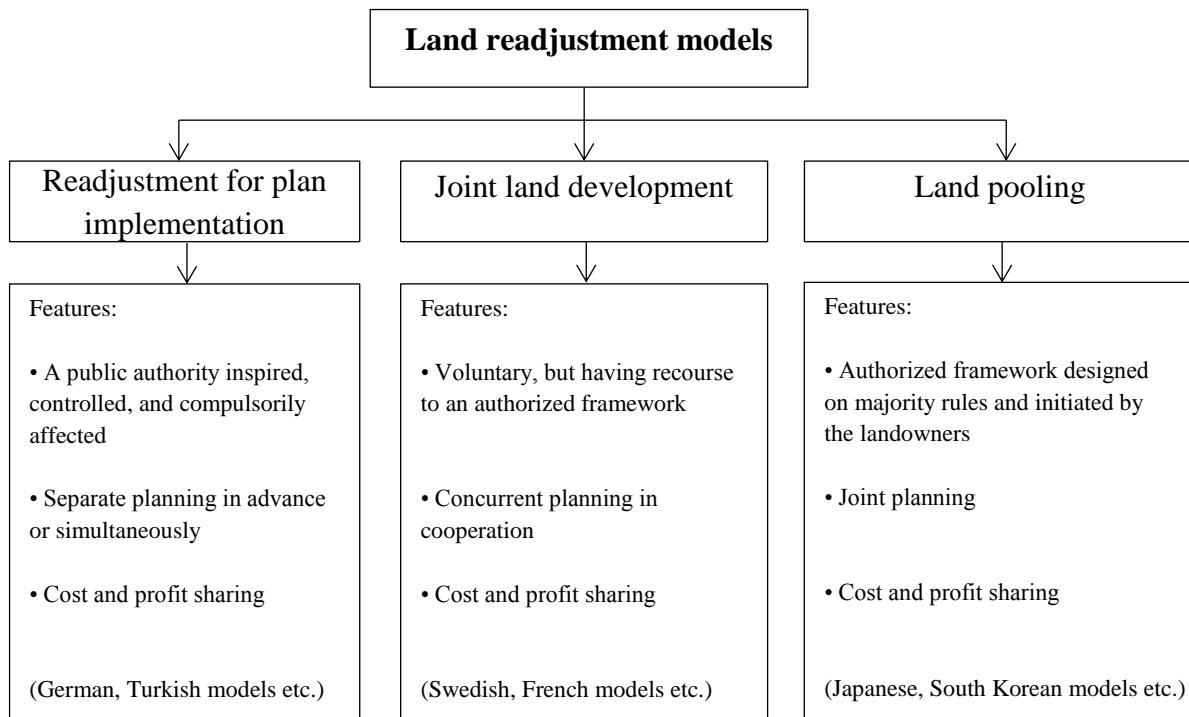 Land readjustment models
Readjustment for plan
implementation
Joint land development
Land pooling
Features:
• A public authority inspired,
controlled, and compulsorily
affected
• Separate planning in advance
or simultaneously
• Cost and profit sharing
(German, Turkish models etc.)
Features:
• Voluntary, but having recourse
to an authorized framework
• Concurrent planning in
cooperation
• Cost and profit sharing
(Swedish, French models etc.)
Features:
• Authorized framework designed
on majority rules and initiated by
the landowners
• Joint planning
• Cost and profit sharing
(Japanese, South Korean models etc.)